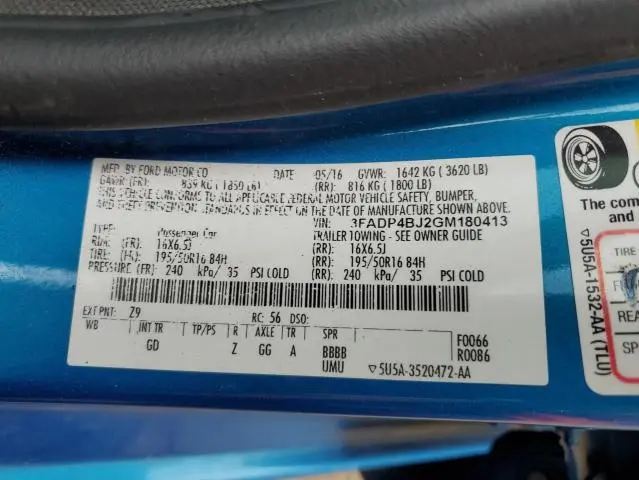 MFD. BY FORD MOTOR CO. DATE 05/16 GVWR: 1642 KG ( 3620 LB)
GAWR (FR): 839 KG ( 1850 LB) (RR): 816 KG ( 1800 LB)
THIS VEHICLE CONFORMS TO ALL APPLICABLE FEDERAL MOTOR VEHICLE SAFETY, BUMPER,
AND THEFT PREVENTION STANDARDS IN EFFECT ON THE DATE OF MANUFACTURE SHOWN ABOVE.
VIN: 3FADP4BJ2GM180413
TYPE: Passenger Car TRAILER TOWING - SEE OWNER GUIDE
RIM: (FR): 16X6.5J (RR): 16X6.5J
TIRE: (FR): 195/50R16 84H (RR): 195/50R16 84H
PRESSURE: (FR) 240 kPa/ 35 PSI COLD (RR): 240 kPa/ 35 PSI COLD
EXT PNT: Z9 RC: 56 DSO:
WB INT TR TP/PS R AXLE TR SPR F0066
GD Z GG A BBBB R0086
UMU ▽5U5A-3520472-AA
▽5U5A-1532-AA (TLU)
The
TIRE
REA
SP